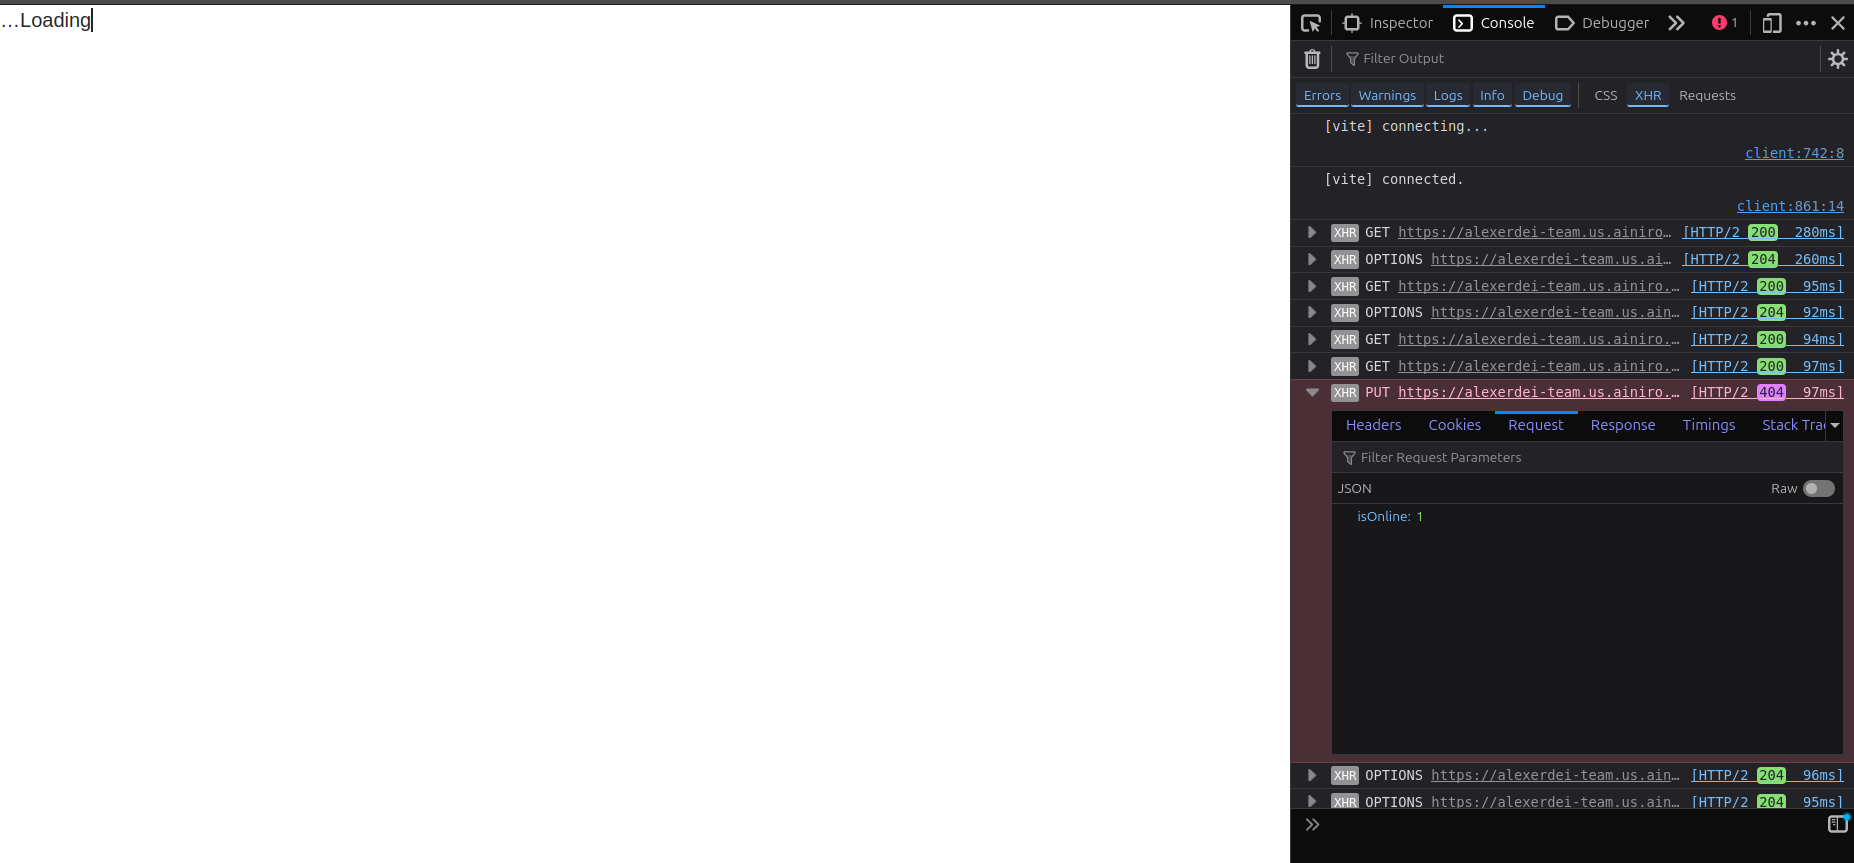 ...Loading
Inspector Console Debugger 1
Filter Output
Errors Warnings Logs Info Debug CSS XHR Requests
[vite] connecting...
client:742:8
[vite] connected.
client:861:14
XHR GET https://alexerdei-team.us.ainiro… [HTTP/2 200 280ms]
XHR OPTIONS https://alexerdei-team.us.ai… [HTTP/2 204 260ms]
XHR GET https://alexerdei-team.us.ainiro.… [HTTP/2 200 95ms]
XHR OPTIONS https://alexerdei-team.us.ain… [HTTP/2 204 92ms]
XHR GET https://alexerdei-team.us.ainiro.… [HTTP/2 200 94ms]
XHR GET https://alexerdei-team.us.ainiro.… [HTTP/2 200 97ms]
XHR PUT https://alexerdei-team.us.ainiro.… [HTTP/2 404 97ms]
Headers Cookies Request Response Timings Stack Tra
Filter Request Parameters
JSON Raw
isOnline: 1
XHR OPTIONS https://alexerdei-team.us.ain… [HTTP/2 204 96ms]
XHR OPTIONS https://alexerdei-team.us.ain… [HTTP/2 204 95ms]